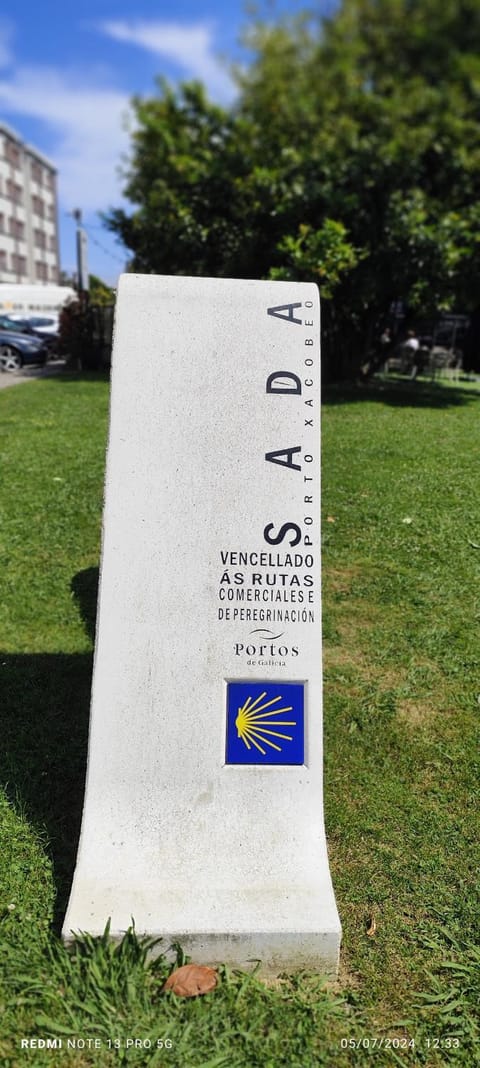 SADA
PORTO XACOBEO
VENCELLADO
ÁS RUTAS
COMERCIALES E
DE PEREGRINACIÓN
Portos
de Galicia
REDMI NOTE 13 PRO 5G
05/07/2024 12:33